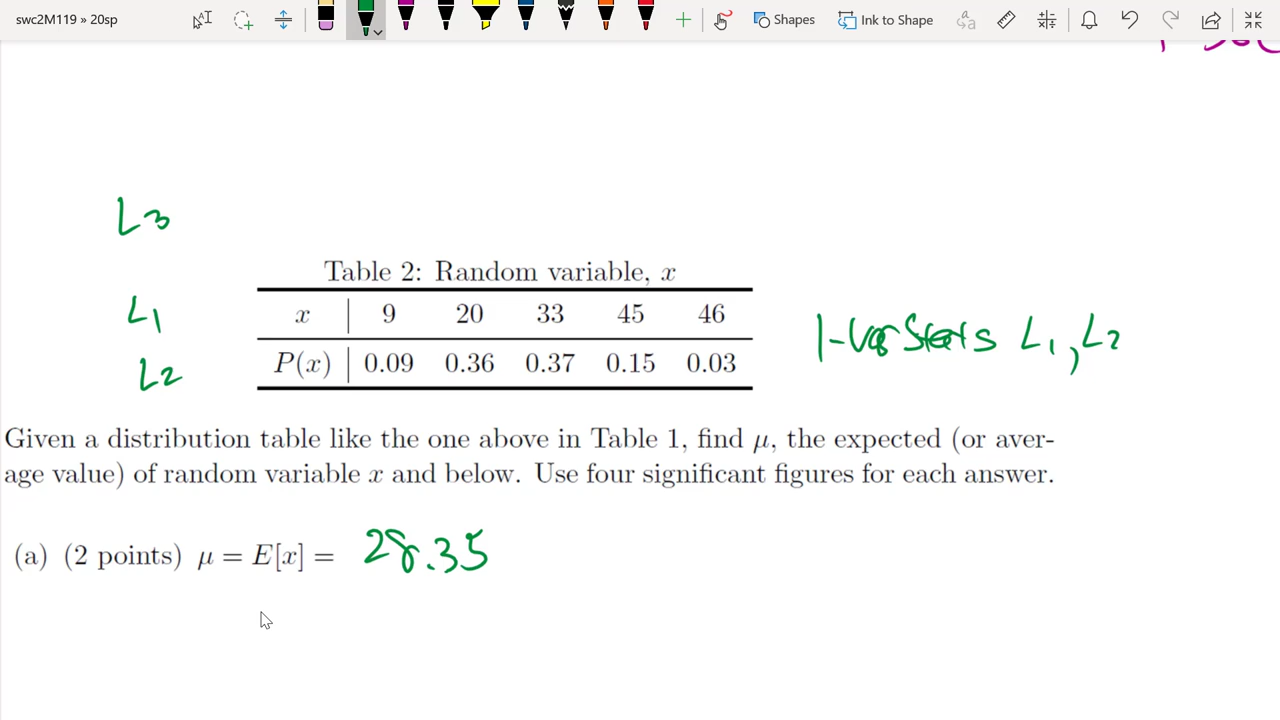 swc2M119 » 20sp
Shapes
Ink to Shape
L3
Table 2: Random variable, x
L1
x | 9 20 33 45 46
1-Var Stats L1, L2
L2
P(x) | 0.09 0.36 0.37 0.15 0.03
Given a distribution table like the one above in Table 1, find μ, the expected (or aver-
age value) of random variable x and below. Use four significant figures for each answer.
(a) (2 points) μ = E[x] = 28.35